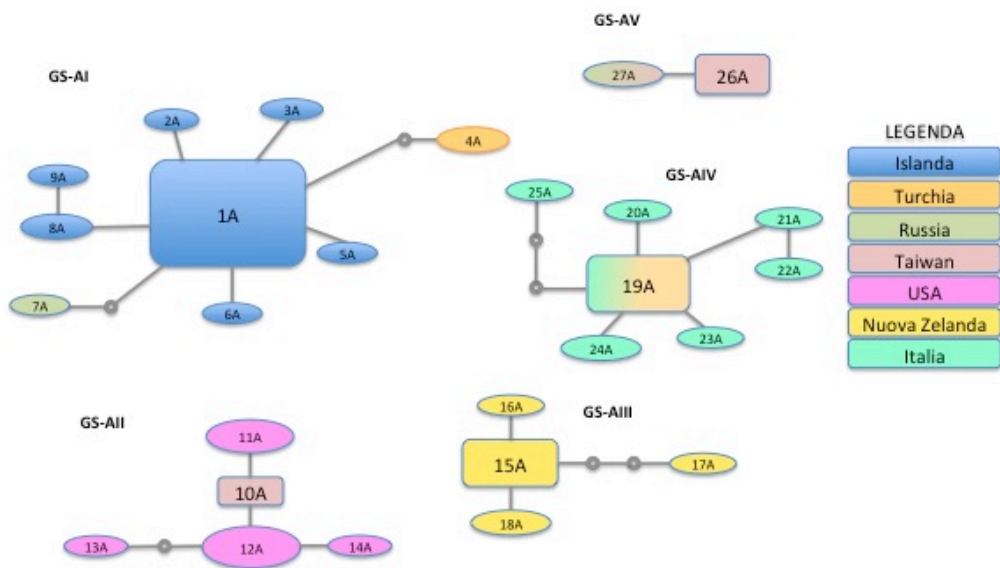 GS-AI
2A
3A
4A
9A
8A
1A
5A
7A
6A
GS-AV
27A
26A
GS-AIV
25A
20A
21A
22A
19A
24A
23A
LEGENDA
Islanda
Turchia
Russia
Taiwan
USA
Nuova Zelanda
Italia
GS-AII
11A
10A
13A
12A
14A
GS-AIII
16A
15A
17A
18A